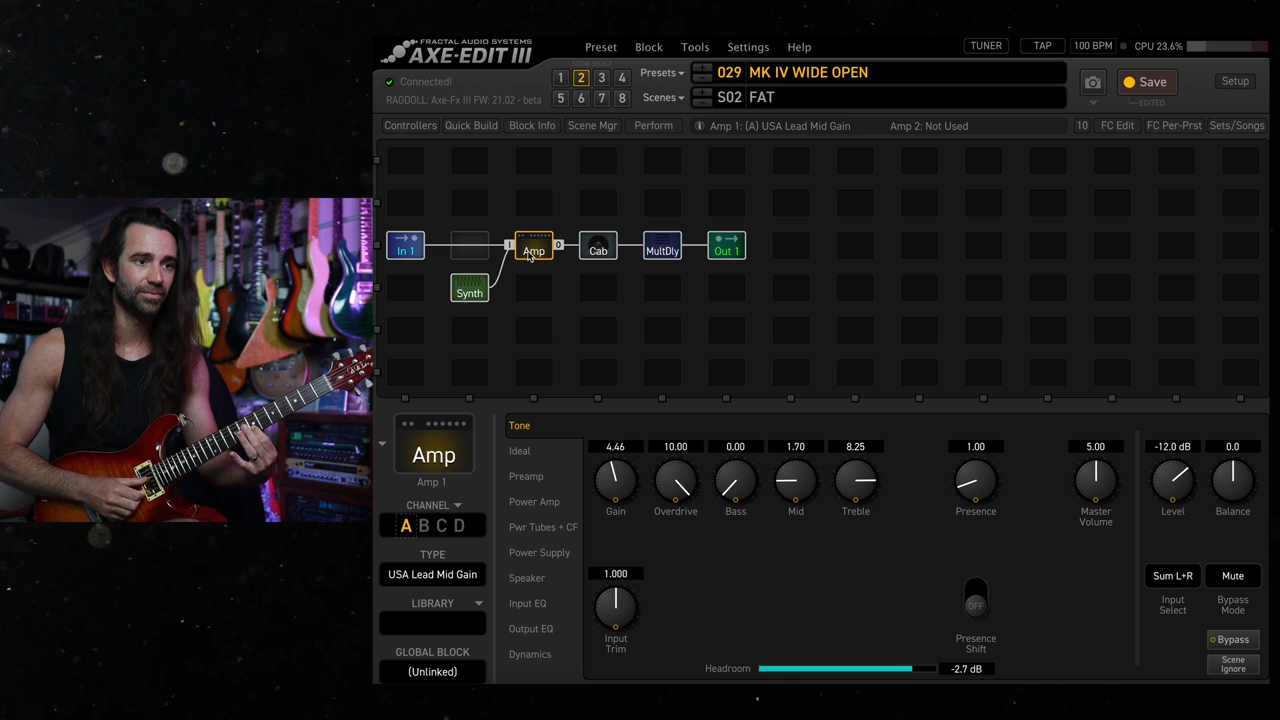 FRACTAL AUDIO SYSTEMS
AXE-EDIT III
Preset Block Tools Settings Help
TUNER TAP 100 BPM CPU 23.6%
Connected!
RAGDOLL: Axe-Fx III FW: 21.02 - beta
SCENE SELECT
1 2 3 4
5 6 7 8
Presets 029 MK IV WIDE OPEN
Scenes S02 FAT
Save
EDITED
Setup
Controllers Quick Build Block Info Scene Mgr Perform
Amp 1: (A) USA Lead Mid Gain Amp 2: Not Used
10 FC Edit FC Per-Prst Sets/Songs
In 1 I Amp O Cab MultDly Out 1
Synth
Amp
Amp 1
CHANNEL
A B C D
TYPE
USA Lead Mid Gain
LIBRARY
GLOBAL BLOCK
(Unlinked)
Tone
Ideal
Preamp
Power Amp
Pwr Tubes + CF
Power Supply
Speaker
Input EQ
Output EQ
Dynamics
4.46 10.00 0.00 1.70 8.25 1.00 5.00 -12.0 dB 0.0
Gain Overdrive Bass Mid Treble Presence Master Volume Level Balance
1.000
Input Trim
OFF
Presence Shift
Sum L+R Mute
Input Select Bypass Mode
Bypass
Scene Ignore
Headroom -2.7 dB